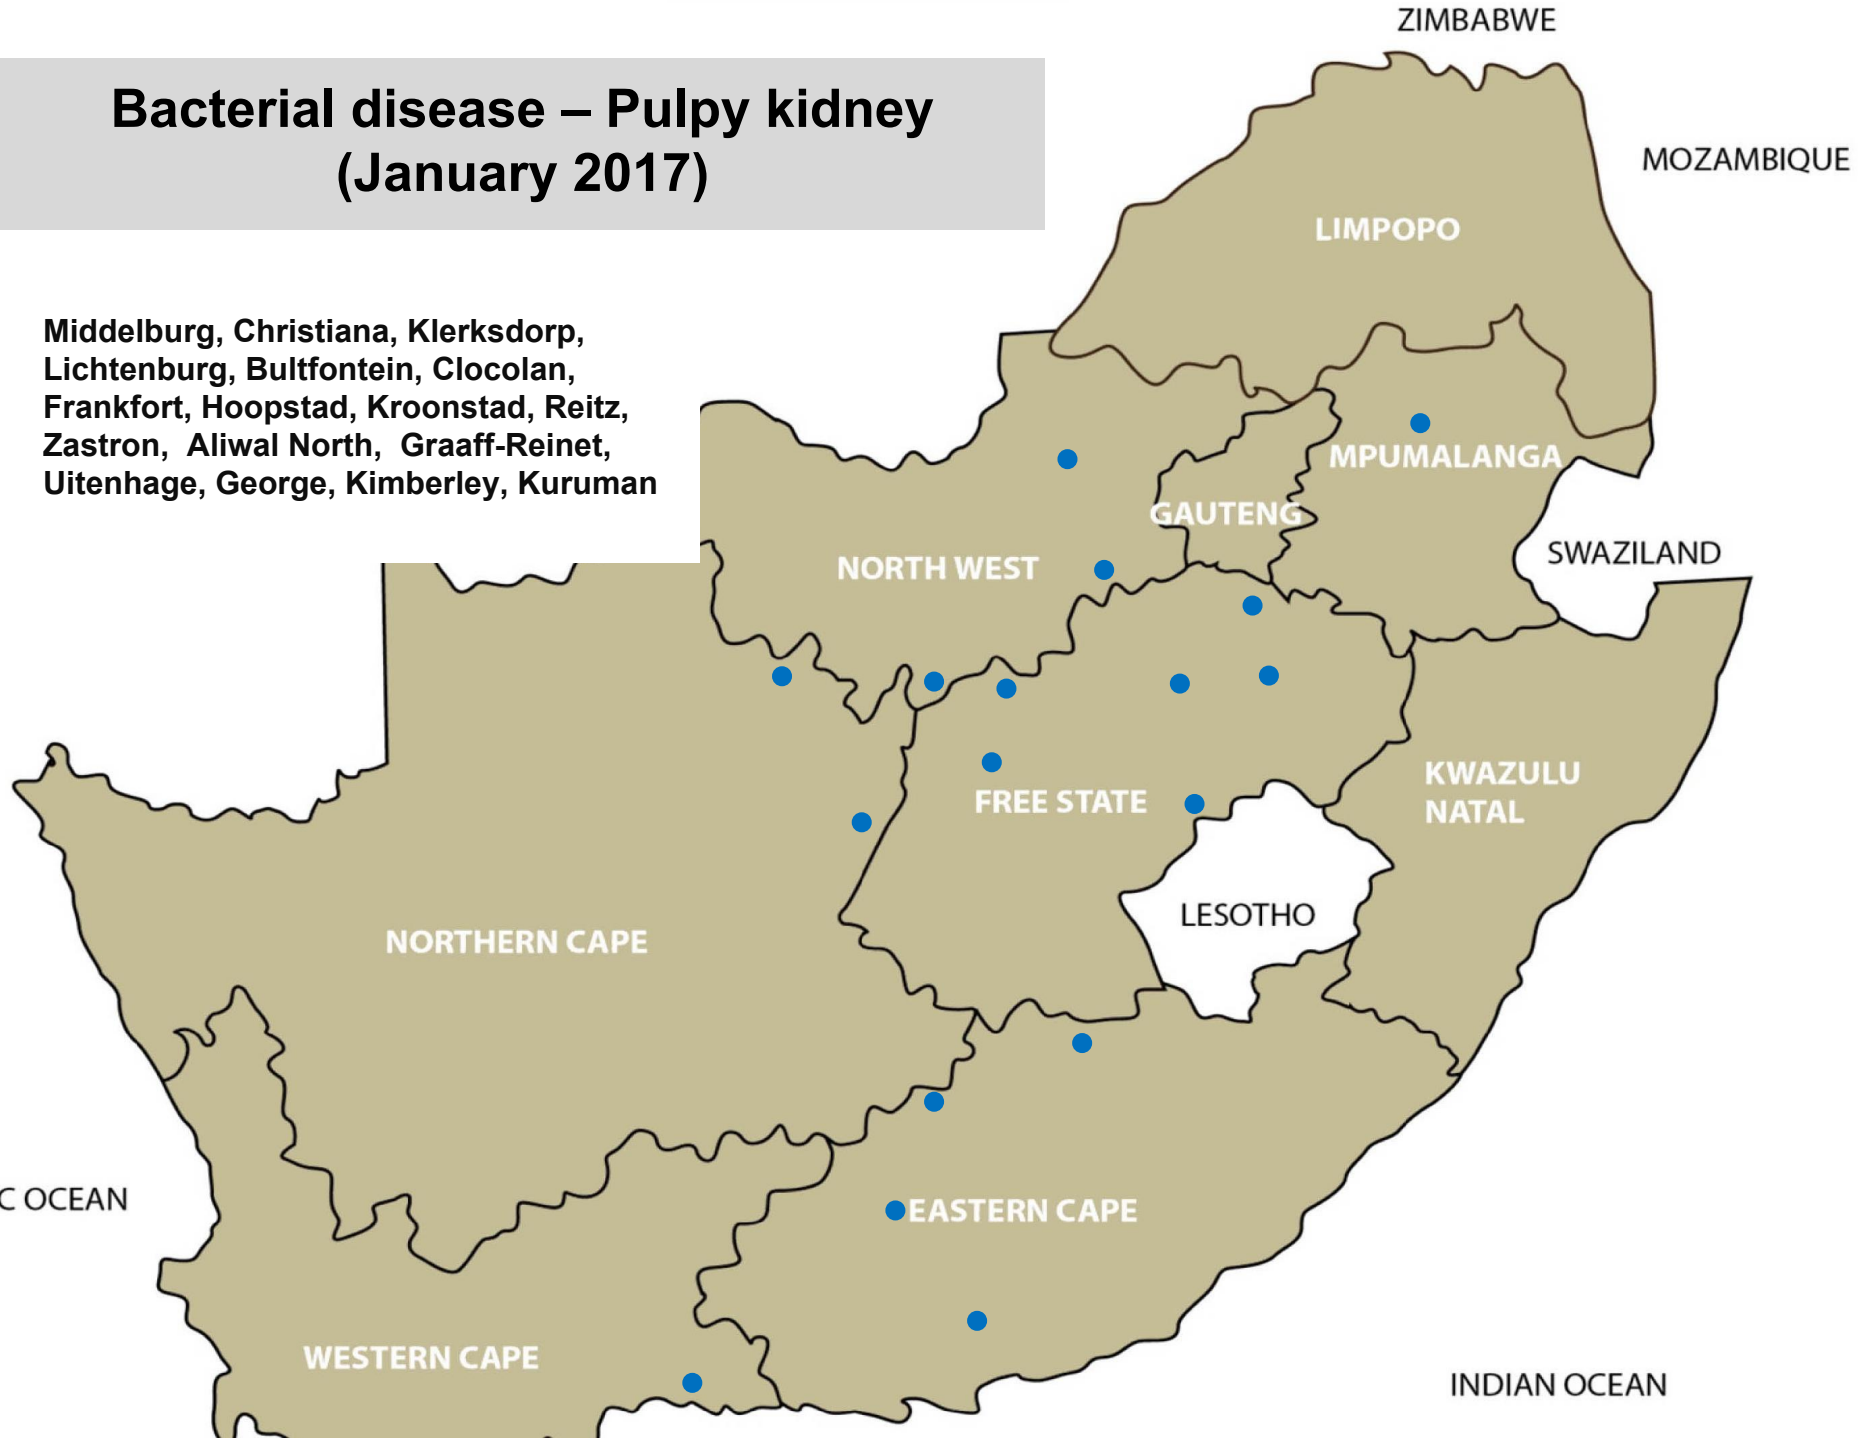 ZIMBABWE
Bacterial disease – Pulpy kidney
(January 2017)
MOZAMBIQUE
LIMPOPO
Middelburg, Christiana, Klerksdorp,
Lichtenburg, Bultfontein, Clocolan,
Frankfort, Hoopstad, Kroonstad, Reitz,
Zastron, Aliwal North, Graaff-Reinet,
Uitenhage, George, Kimberley, Kuruman
MPUMALANGA
GAUTENG
NORTH WEST
SWAZILAND
KWAZULU
NATAL
FREE STATE
LESOTHO
NORTHERN CAPE
C OCEAN
EASTERN CAPE
WESTERN CAPE
INDIAN OCEAN